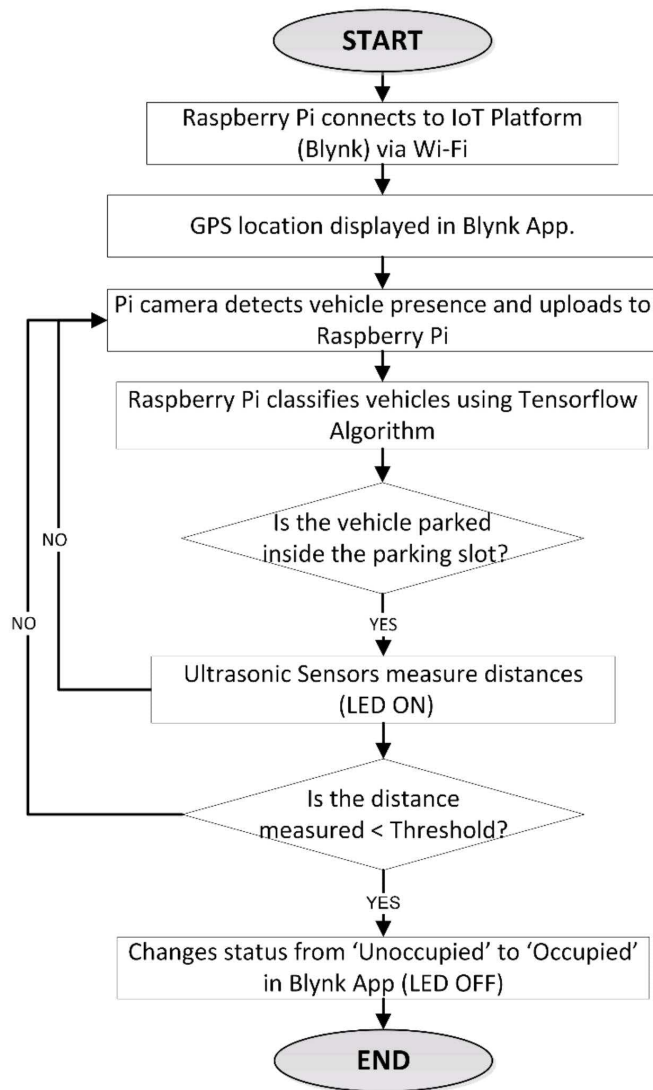 START
Raspberry Pi connects to IoT Platform
(Blynk) via Wi-Fi
GPS location displayed in Blynk App.
Pi camera detects vehicle presence and uploads to
Raspberry Pi
Raspberry Pi classifies vehicles using Tensorflow
Algorithm
Is the vehicle parked
inside the parking slot?
NO
NO
YES
Ultrasonic Sensors measure distances
(LED ON)
Is the distance
measured < Threshold?
YES
Changes status from ‘Unoccupied’ to ‘Occupied’
in Blynk App (LED OFF)
END